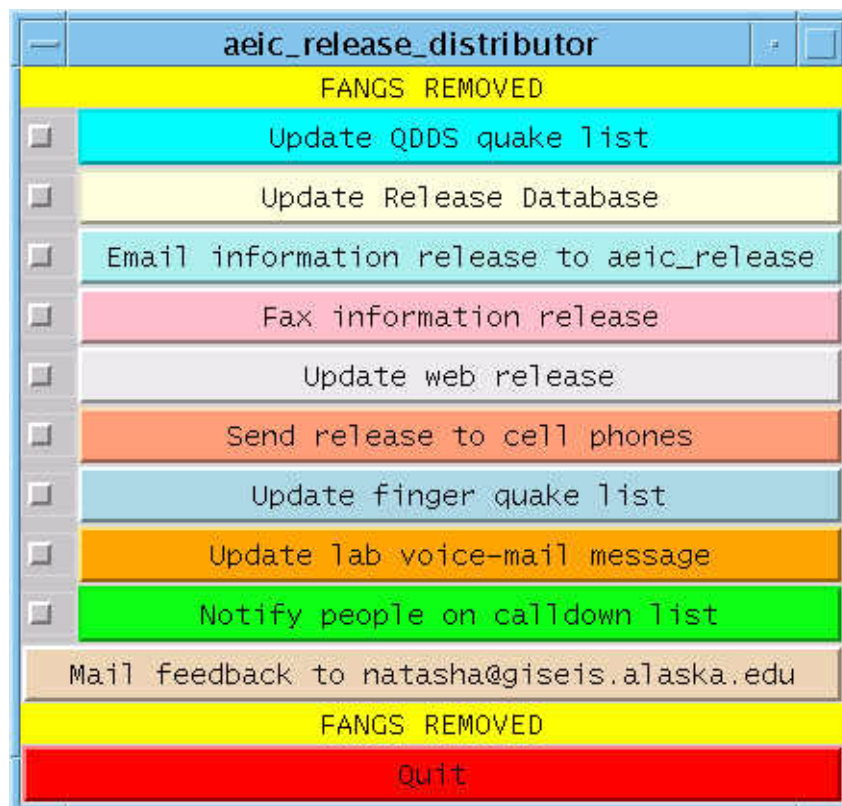 aeic_release_distributor
FANGS REMOVED
Update QDDS quake list
Update Release Database
Email information release to aeic_release
Fax information release
Update web release
Send release to cell phones
Update finger quake list
Update lab voice-mail message
Notify people on calldown list
Mail feedback to natasha@giseis.alaska.edu
FANGS REMOVED
Quit